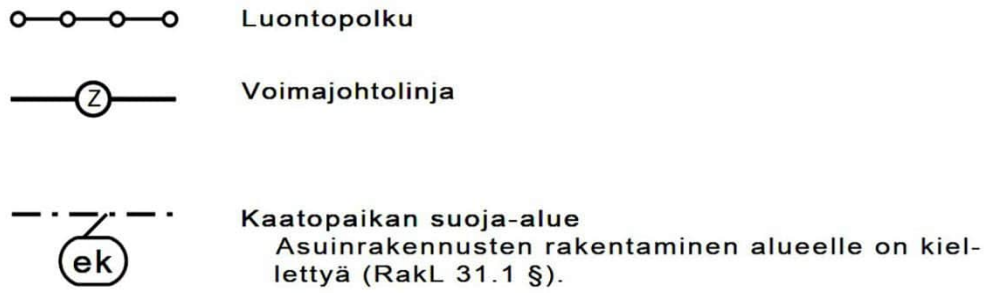 Luontopolku
Z Voimajohtolinja
Kaatopaikan suoja-alue
ek Asuinrakennusten rakentaminen alueelle on kiel-
lettyä (RakL 31.1 §).